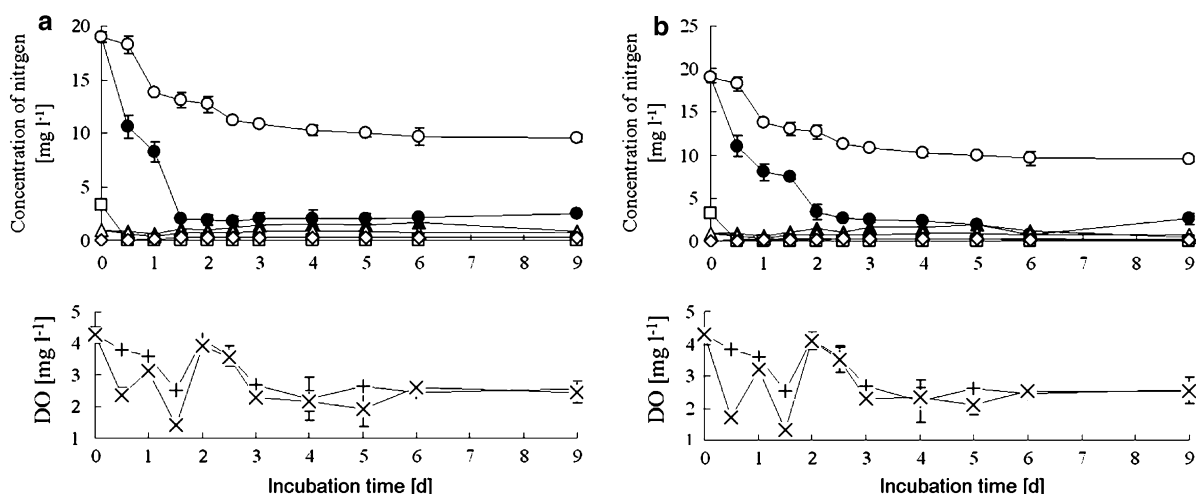 a
Concentration of nitrgen
[mg l-1]
20
15
10
5
0
0 1 2 3 4 5 6 7 8 9
DO [mg l-1]
5
4
3
2
1
0 1 2 3 4 5 6 7 8 9
Incubation time [d]
b
Concentration of nitrgen
[mg l-1]
25
20
15
10
5
0
0 1 2 3 4 5 6 7 8 9
DO [mg l-1]
5
4
3
2
1
0 1 2 3 4 5 6 7 8 9
Incubation time [d]